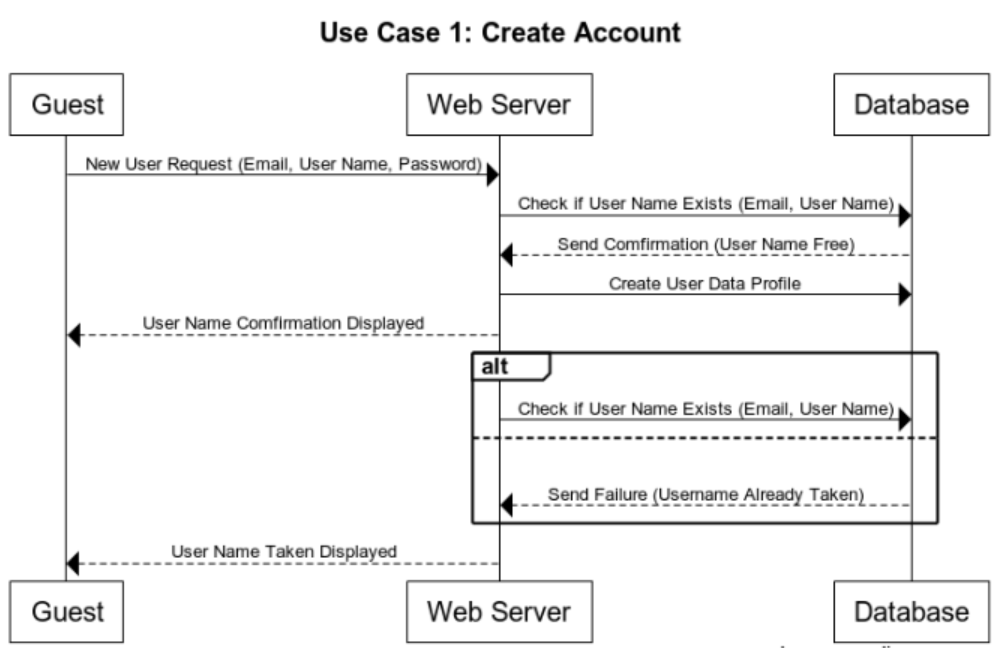 Use Case 1: Create Account
Guest
Web Server
Database
New User Request (Email, User Name, Password)
Check if User Name Exists (Email, User Name)
Send Comfirmation (User Name Free)
Create User Data Profile
User Name Comfirmation Displayed
alt
Check if User Name Exists (Email, User Name)
Send Failure (Username Already Taken)
User Name Taken Displayed
Guest
Web Server
Database